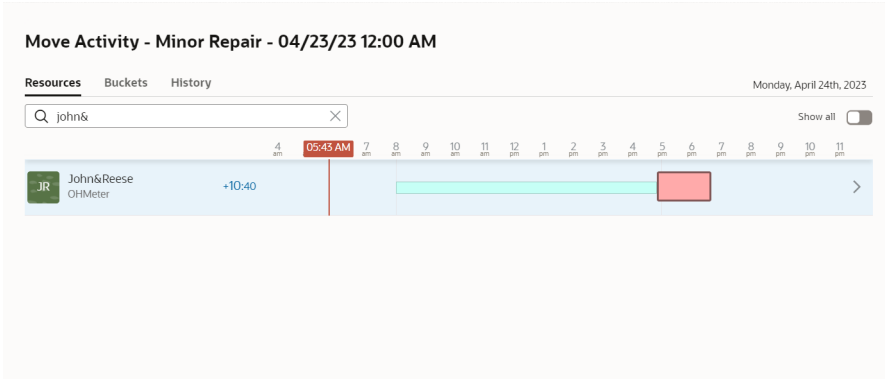 Move Activity - Minor Repair - 04/23/23 12:00 AM
Resources Buckets History
Monday, April 24th, 2023
john&
Show all
4 am 05:43 AM 7 am 8 am 9 am 10 am 11 am 12 pm 1 pm 2 pm 3 pm 4 pm 5 pm 6 pm 7 pm 8 pm 9 pm 10 pm 11 pm
JR John&Reese +10:40
OHMeter